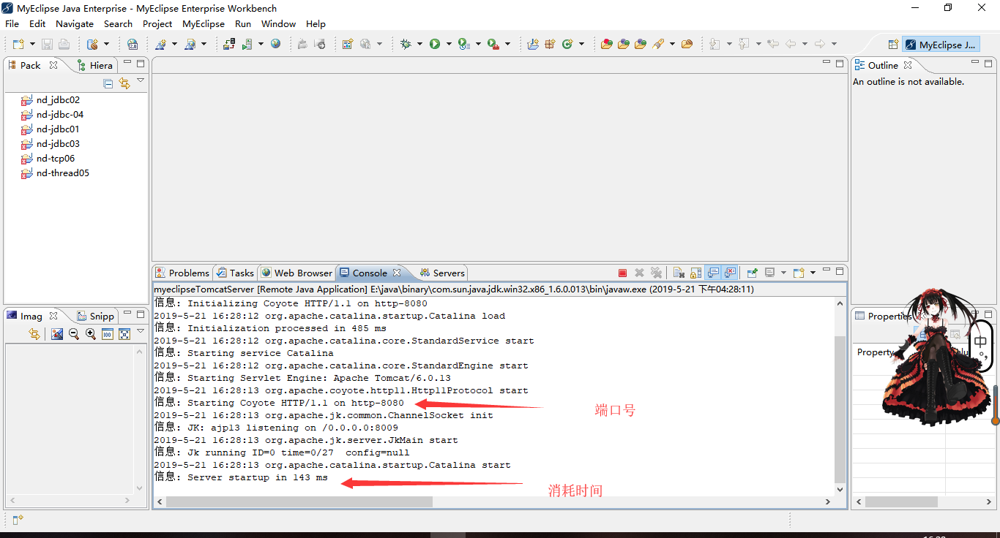 MyEclipse Java Enterprise - MyEclipse Enterprise Workbench
File Edit Navigate Search Project MyEclipse Run Window Help
MyEclipse J...
Pack
Hiera
nd_jdbc02
nd-jdbc-04
nd-jdbc01
nd-jdbc03
nd-tcp06
nd-thread05
Outline
An outline is not available.
Problems Tasks Web Browser Console Servers
myeclipseTomcatServer [Remote Java Application] E:\java\binary\com.sun.java.jdk.win32.x86_1.6.0.013\bin\javaw.exe (2019-5-21 下午04:28:11)
信息: Initializing Coyote HTTP/1.1 on http-8080
2019-5-21 16:28:12 org.apache.catalina.startup.Catalina load
信息: Initialization processed in 485 ms
2019-5-21 16:28:12 org.apache.catalina.core.StandardService start
信息: Starting service Catalina
2019-5-21 16:28:12 org.apache.catalina.core.StandardEngine start
信息: Starting Servlet Engine: Apache Tomcat/6.0.13
2019-5-21 16:28:13 org.apache.coyote.http11.Http11Protocol start
信息: Starting Coyote HTTP/1.1 on http-8080
端口号
2019-5-21 16:28:13 org.apache.jk.common.ChannelSocket init
信息: JK: ajp13 listening on /0.0.0.0:8009
2019-5-21 16:28:13 org.apache.jk.server.JkMain start
信息: Jk running ID=0 time=0/27  config=null
2019-5-21 16:28:13 org.apache.catalina.startup.Catalina start
信息: Server startup in 143 ms
消耗时间
Imag
Snipp
Properties
Property
中